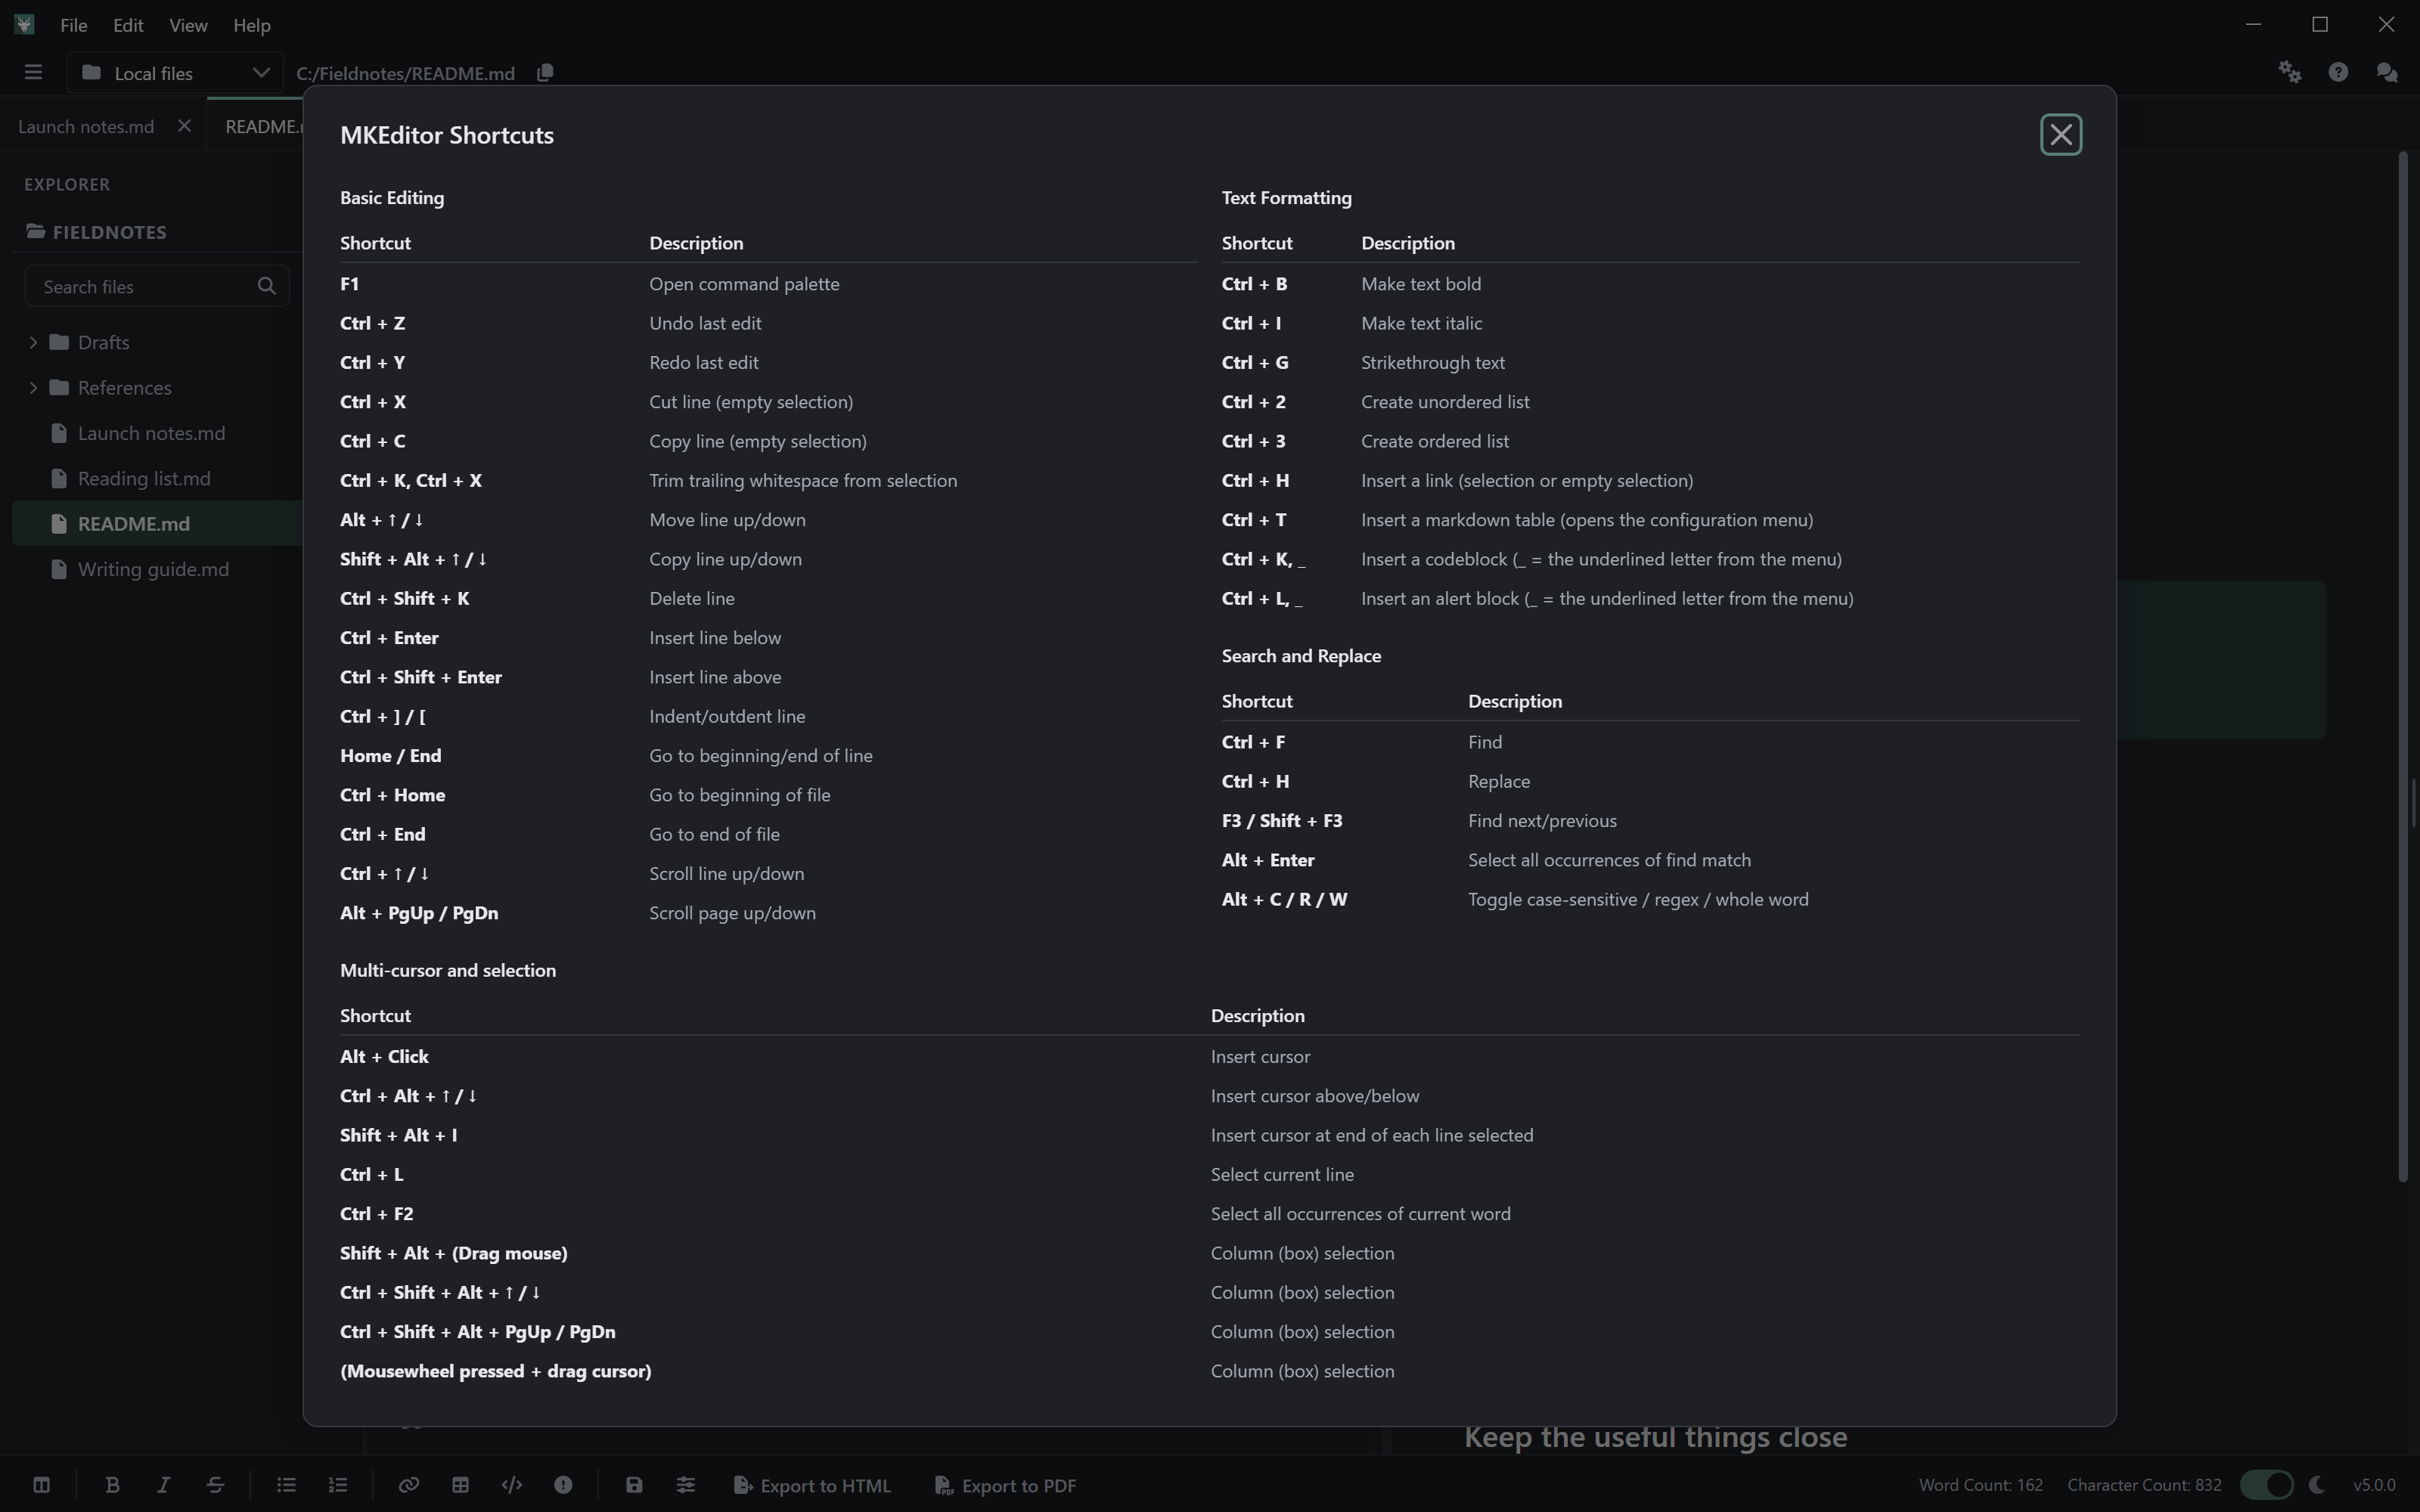 File Edit View Help
Local files C:/Fieldnotes/README.md
Launch notes.md README.
EXPLORER
FIELDNOTES
Search files
Drafts
References
Launch notes.md
Reading list.md
README.md
Writing guide.md
MKEditor Shortcuts
Basic Editing
Shortcut Description
F1 Open command palette
Ctrl + Z Undo last edit
Ctrl + Y Redo last edit
Ctrl + X Cut line (empty selection)
Ctrl + C Copy line (empty selection)
Ctrl + K, Ctrl + X Trim trailing whitespace from selection
Alt + ↑ / ↓ Move line up/down
Shift + Alt + ↑ / ↓ Copy line up/down
Ctrl + Shift + K Delete line
Ctrl + Enter Insert line below
Ctrl + Shift + Enter Insert line above
Ctrl + ] / [ Indent/outdent line
Home / End Go to beginning/end of line
Ctrl + Home Go to beginning of file
Ctrl + End Go to end of file
Ctrl + ↑ / ↓ Scroll line up/down
Alt + PgUp / PgDn Scroll page up/down
Text Formatting
Shortcut Description
Ctrl + B Make text bold
Ctrl + I Make text italic
Ctrl + G Strikethrough text
Ctrl + 2 Create unordered list
Ctrl + 3 Create ordered list
Ctrl + H Insert a link (selection or empty selection)
Ctrl + T Insert a markdown table (opens the configuration menu)
Ctrl + K, _ Insert a codeblock (_ = the underlined letter from the menu)
Ctrl + L, _ Insert an alert block (_ = the underlined letter from the menu)
Search and Replace
Shortcut Description
Ctrl + F Find
Ctrl + H Replace
F3 / Shift + F3 Find next/previous
Alt + Enter Select all occurrences of find match
Alt + C / R / W Toggle case-sensitive / regex / whole word
Multi-cursor and selection
Shortcut Description
Alt + Click Insert cursor
Ctrl + Alt + ↑ / ↓ Insert cursor above/below
Shift + Alt + I Insert cursor at end of each line selected
Ctrl + L Select current line
Ctrl + F2 Select all occurrences of current word
Shift + Alt + (Drag mouse) Column (box) selection
Ctrl + Shift + Alt + ↑ / ↓ Column (box) selection
Ctrl + Shift + Alt + PgUp / PgDn Column (box) selection
(Mousewheel pressed + drag cursor) Column (box) selection
Keep the useful things close
Export to HTML Export to PDF Word Count: 162 Character Count: 832 v5.0.0